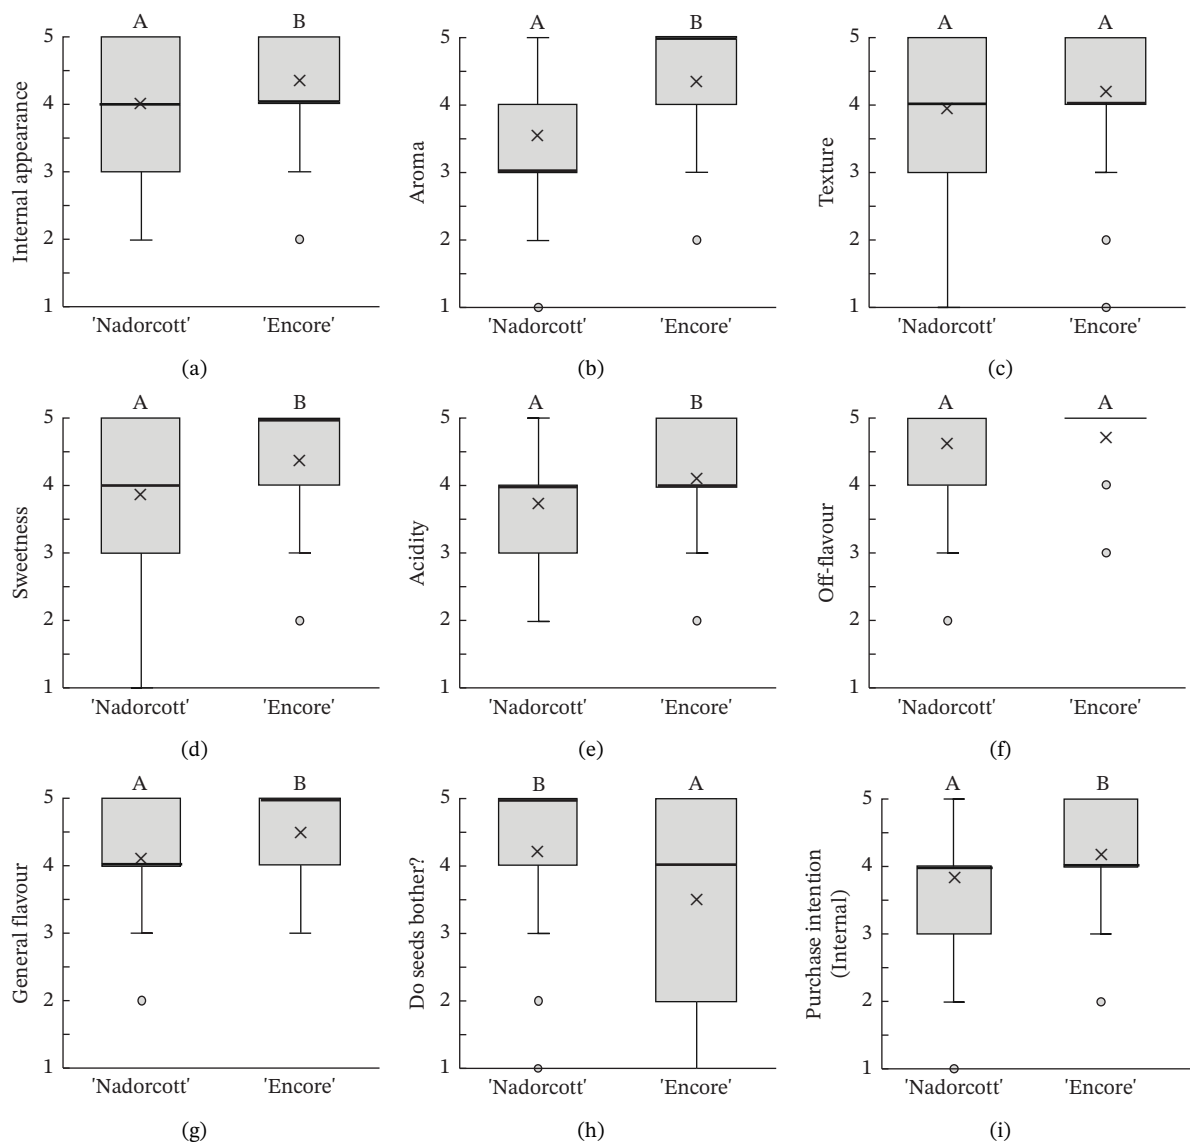 A B
5
4
3
2
1
Internal appearance
'Nadorcott' 'Encore'
(a)
A B
5
4
3
2
1
Aroma
'Nadorcott' 'Encore'
(b)
A A
5
4
3
2
1
Texture
'Nadorcott' 'Encore'
(c)
A B
5
4
3
2
1
Sweetness
'Nadorcott' 'Encore'
(d)
A B
5
4
3
2
1
Acidity
'Nadorcott' 'Encore'
(e)
A A
5
4
3
2
1
Off-flavour
'Nadorcott' 'Encore'
(f)
A B
5
4
3
2
1
General flavour
'Nadorcott' 'Encore'
(g)
B A
5
4
3
2
1
Do seeds bother?
'Nadorcott' 'Encore'
(h)
A B
5
4
3
2
1
Purchase intention
(Internal)
'Nadorcott' 'Encore'
(i)